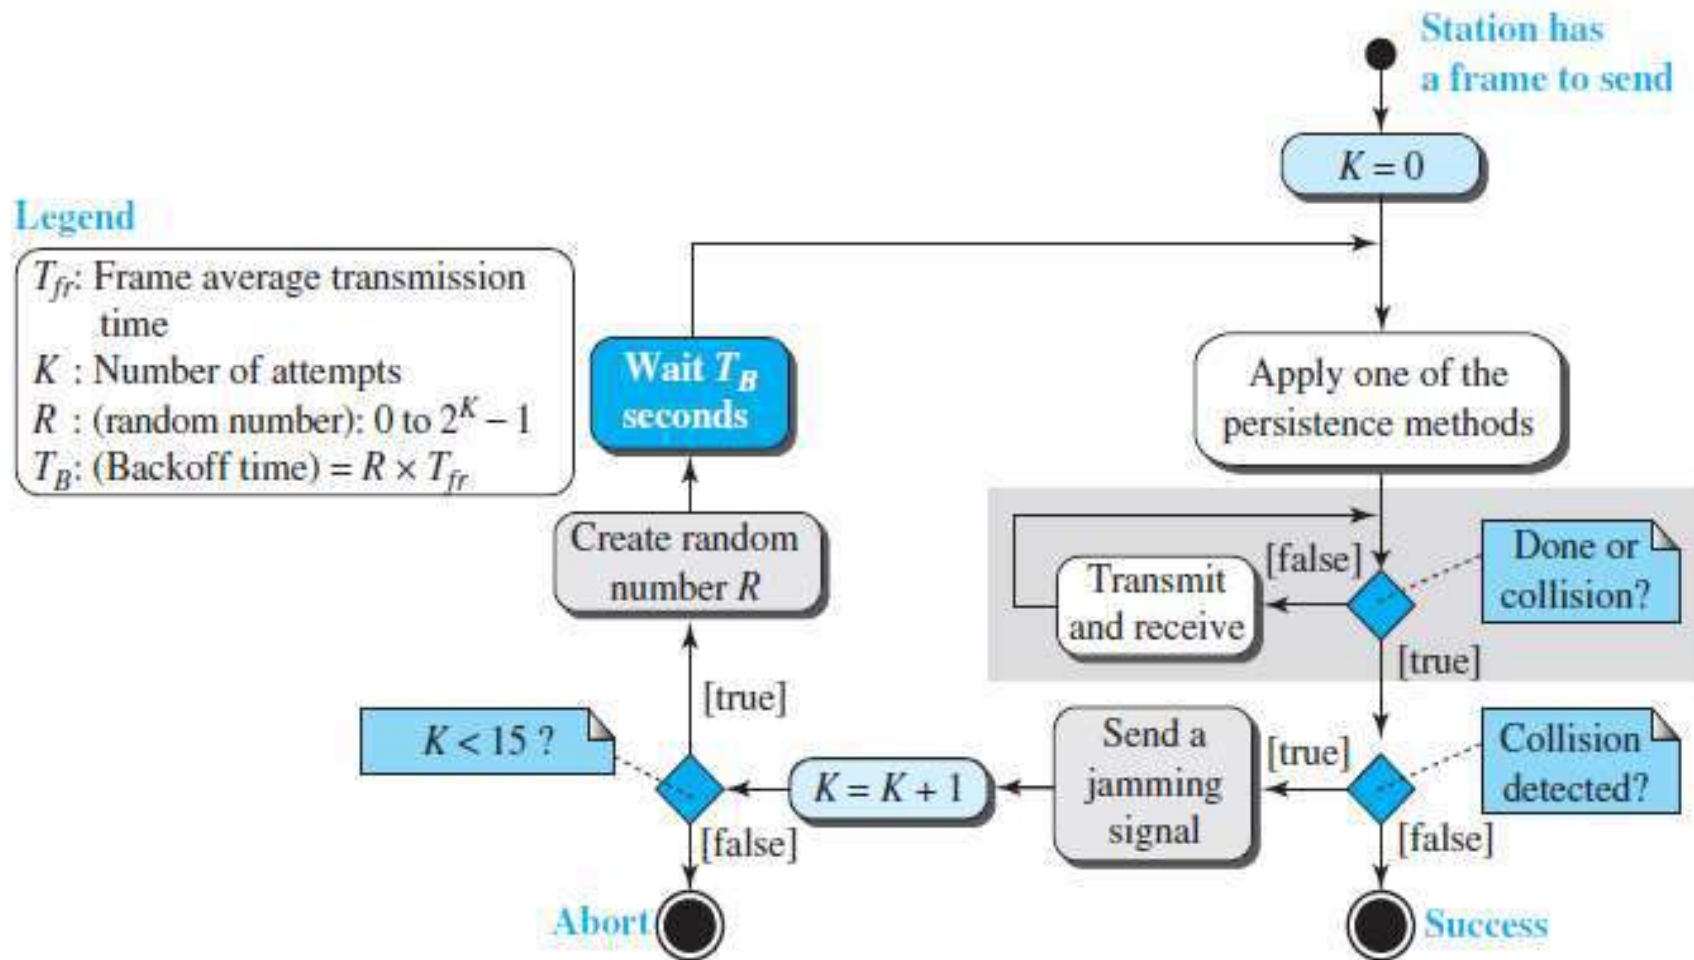 Station has
a frame to send
K = 0
Legend
T_fr: Frame average transmission
time
K : Number of attempts
R : (random number): 0 to 2^K – 1
T_B: (Backoff time) = R × T_fr
Wait T_B
seconds
Apply one of the
persistence methods
Create random
number R
[false]
Transmit
and receive
Done or
collision?
[true]
[true]
K < 15 ?
K = K + 1
Send a
jamming
signal
[true]
Collision
detected?
[false]
[false]
Abort
Success